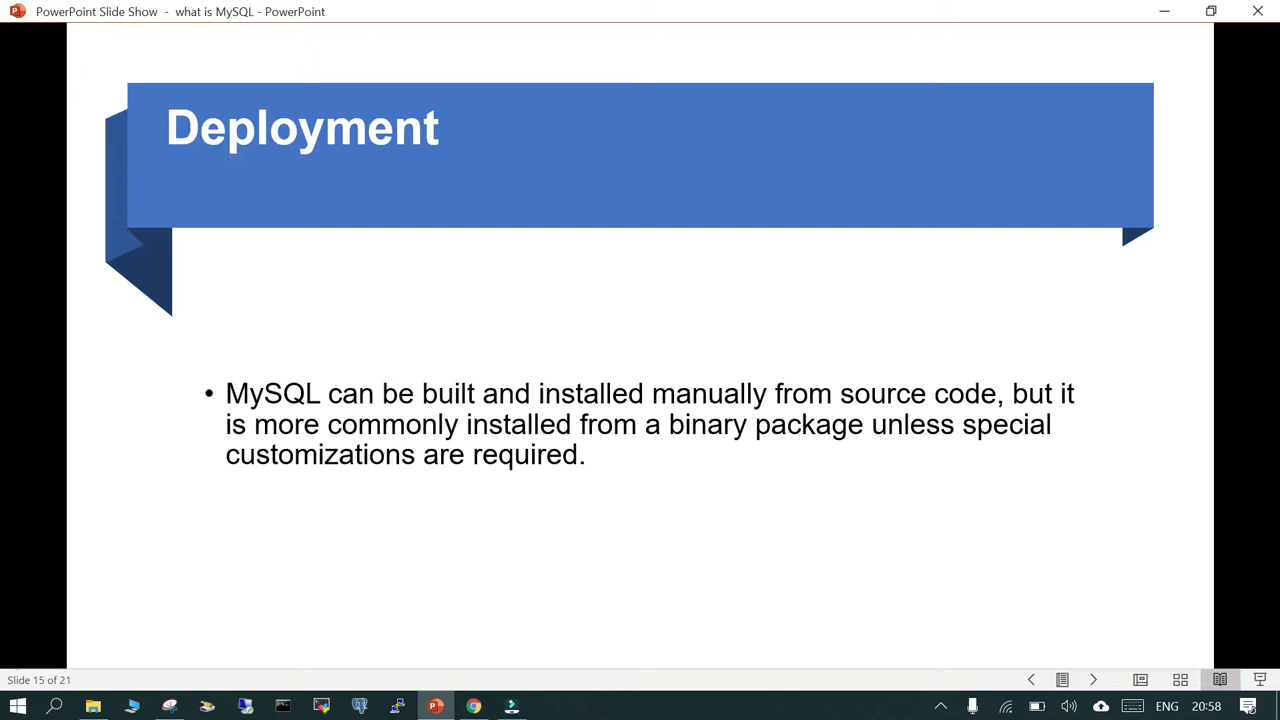 PowerPoint Slide Show - what is MySQL - PowerPoint
Deployment
• MySQL can be built and installed manually from source code, but it
is more commonly installed from a binary package unless special
customizations are required.
Slide 15 of 21
ENG 20:58